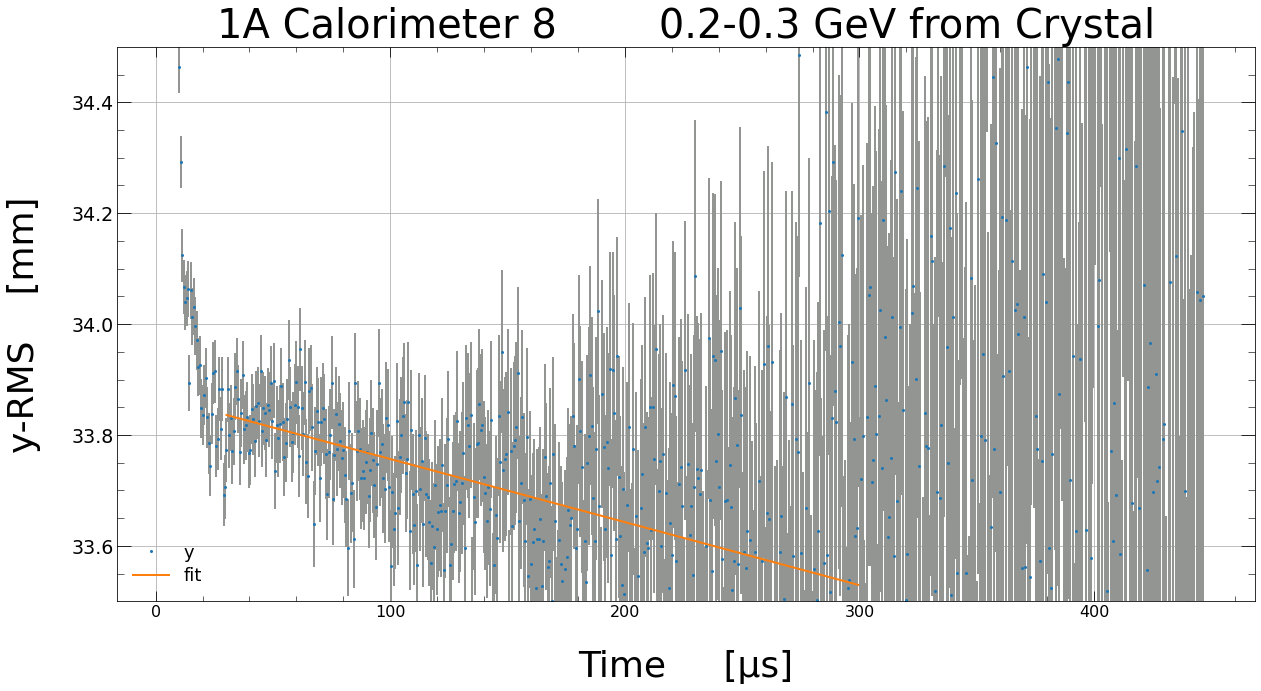 1A Calorimeter 8 0.2-0.3 GeV from Crystal
y-RMS [mm]
34.4
34.2
34.0
33.8
33.6
y
fit
0 100 200 300 400
Time [µs]